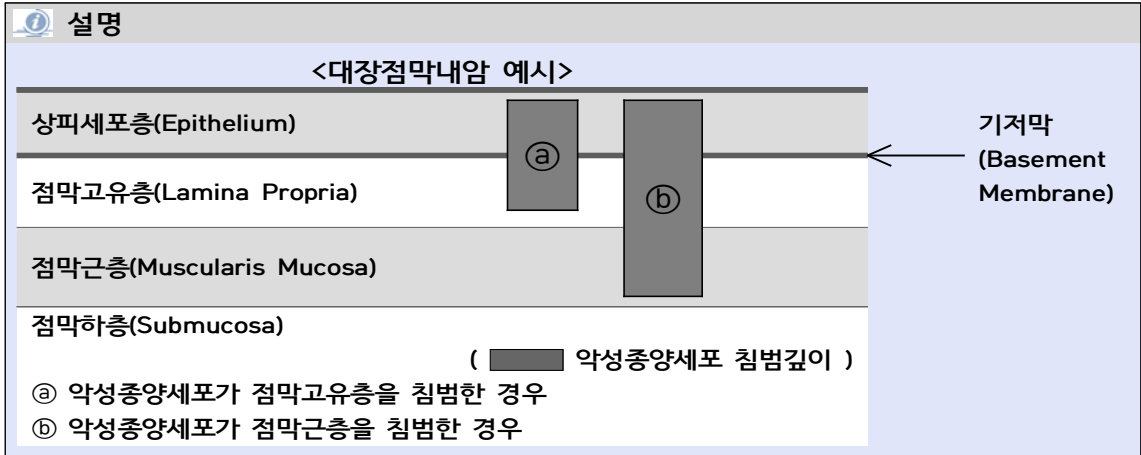 설명
<대장점막내암 예시>
상피세포층(Epithelium)
ⓐ
기저막
(Basement
Membrane)
점막고유층(Lamina Propria)
ⓑ
점막근층(Muscularis Mucosa)
점막하층(Submucosa)
( 악성종양세포 침범깊이 )
ⓐ 악성종양세포가 점막고유층을 침범한 경우
ⓑ 악성종양세포가 점막근층을 침범한 경우